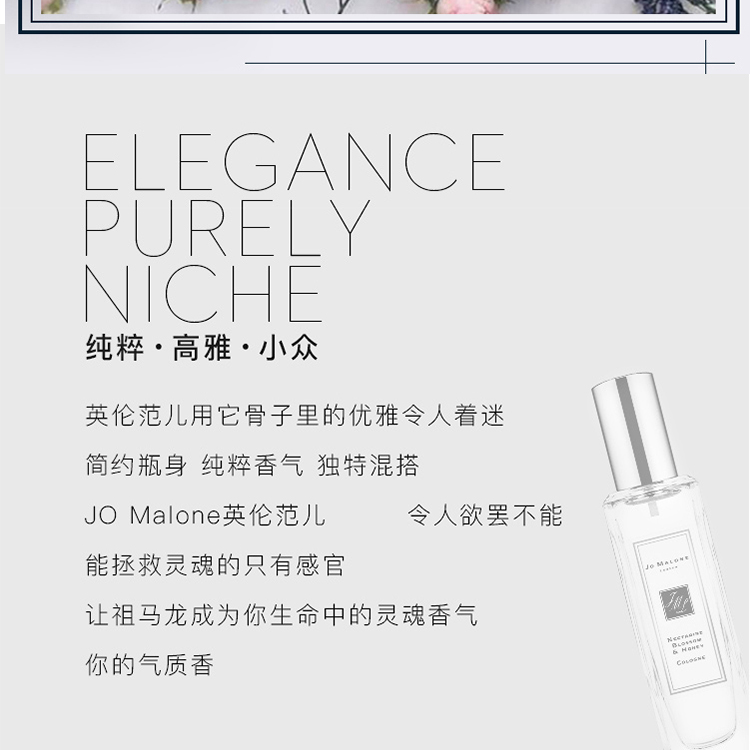 ELEGANCE
PURELY
NICHE
纯粹·高雅·小众
英伦范儿用它骨子里的优雅令人着迷
简约瓶身 纯粹香气 独特混搭
JO Malone英伦范儿 令人欲罢不能
能拯救灵魂的只有感官
让祖马龙成为你生命中的灵魂香气
你的气质香
JO MALONE
LONDON
NECTARINE
BLOSSOM
& HONEY
COLOGNE